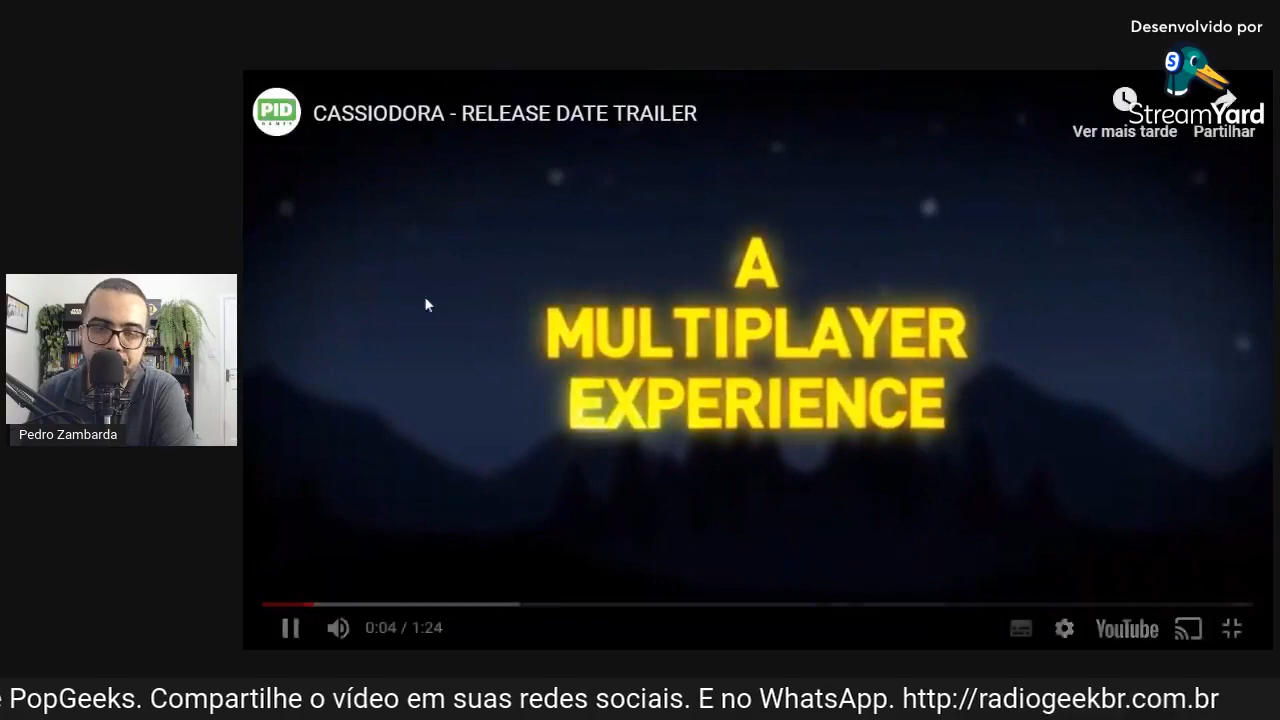 Desenvolvido por
StreamYard
PID
GAMES
CASSIODORA - RELEASE DATE TRAILER
Ver mais tarde
Partilhar
A
MULTIPLAYER
EXPERIENCE
Pedro Zambarda
0:04 / 1:24
YouTube
PopGeeks. Compartilhe o vídeo em suas redes sociais. E no WhatsApp. http://radiogeekbr.com.br